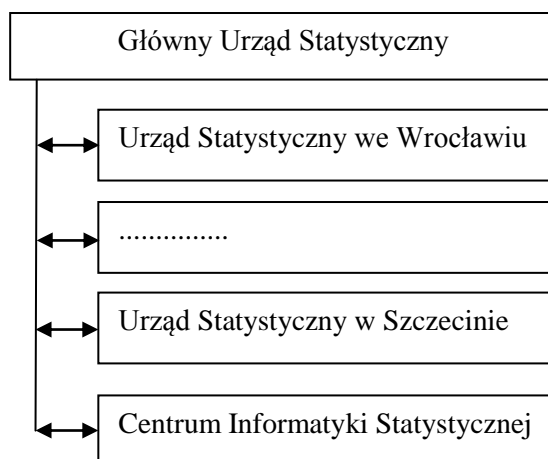 Główny Urząd Statystyczny
Urząd Statystyczny we Wrocławiu
...............
Urząd Statystyczny w Szczecinie
Centrum Informatyki Statystycznej